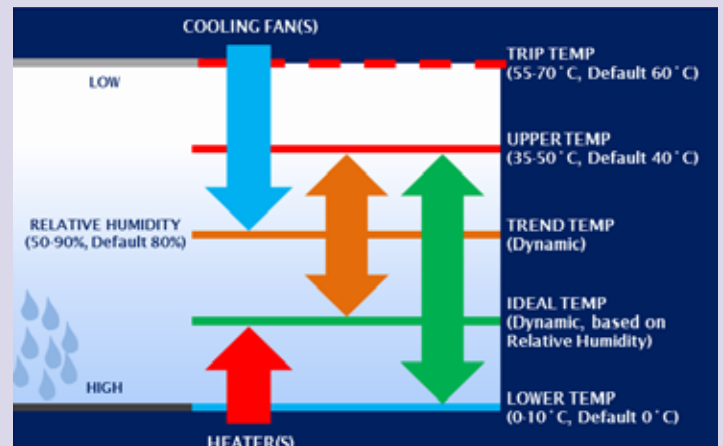 COOLING FAN(S)
TRIP TEMP
(55-70˚C, Default 60˚C)
LOW
UPPER TEMP
(35-50˚C, Default 40˚C)
RELATIVE HUMIDITY
(50-90%, Default 80%)
TREND TEMP
(Dynamic)
IDEAL TEMP
(Dynamic, based on
Relative Humidity)
HIGH
LOWER TEMP
(0-10˚C, Default 0˚C)
HEATER(S)